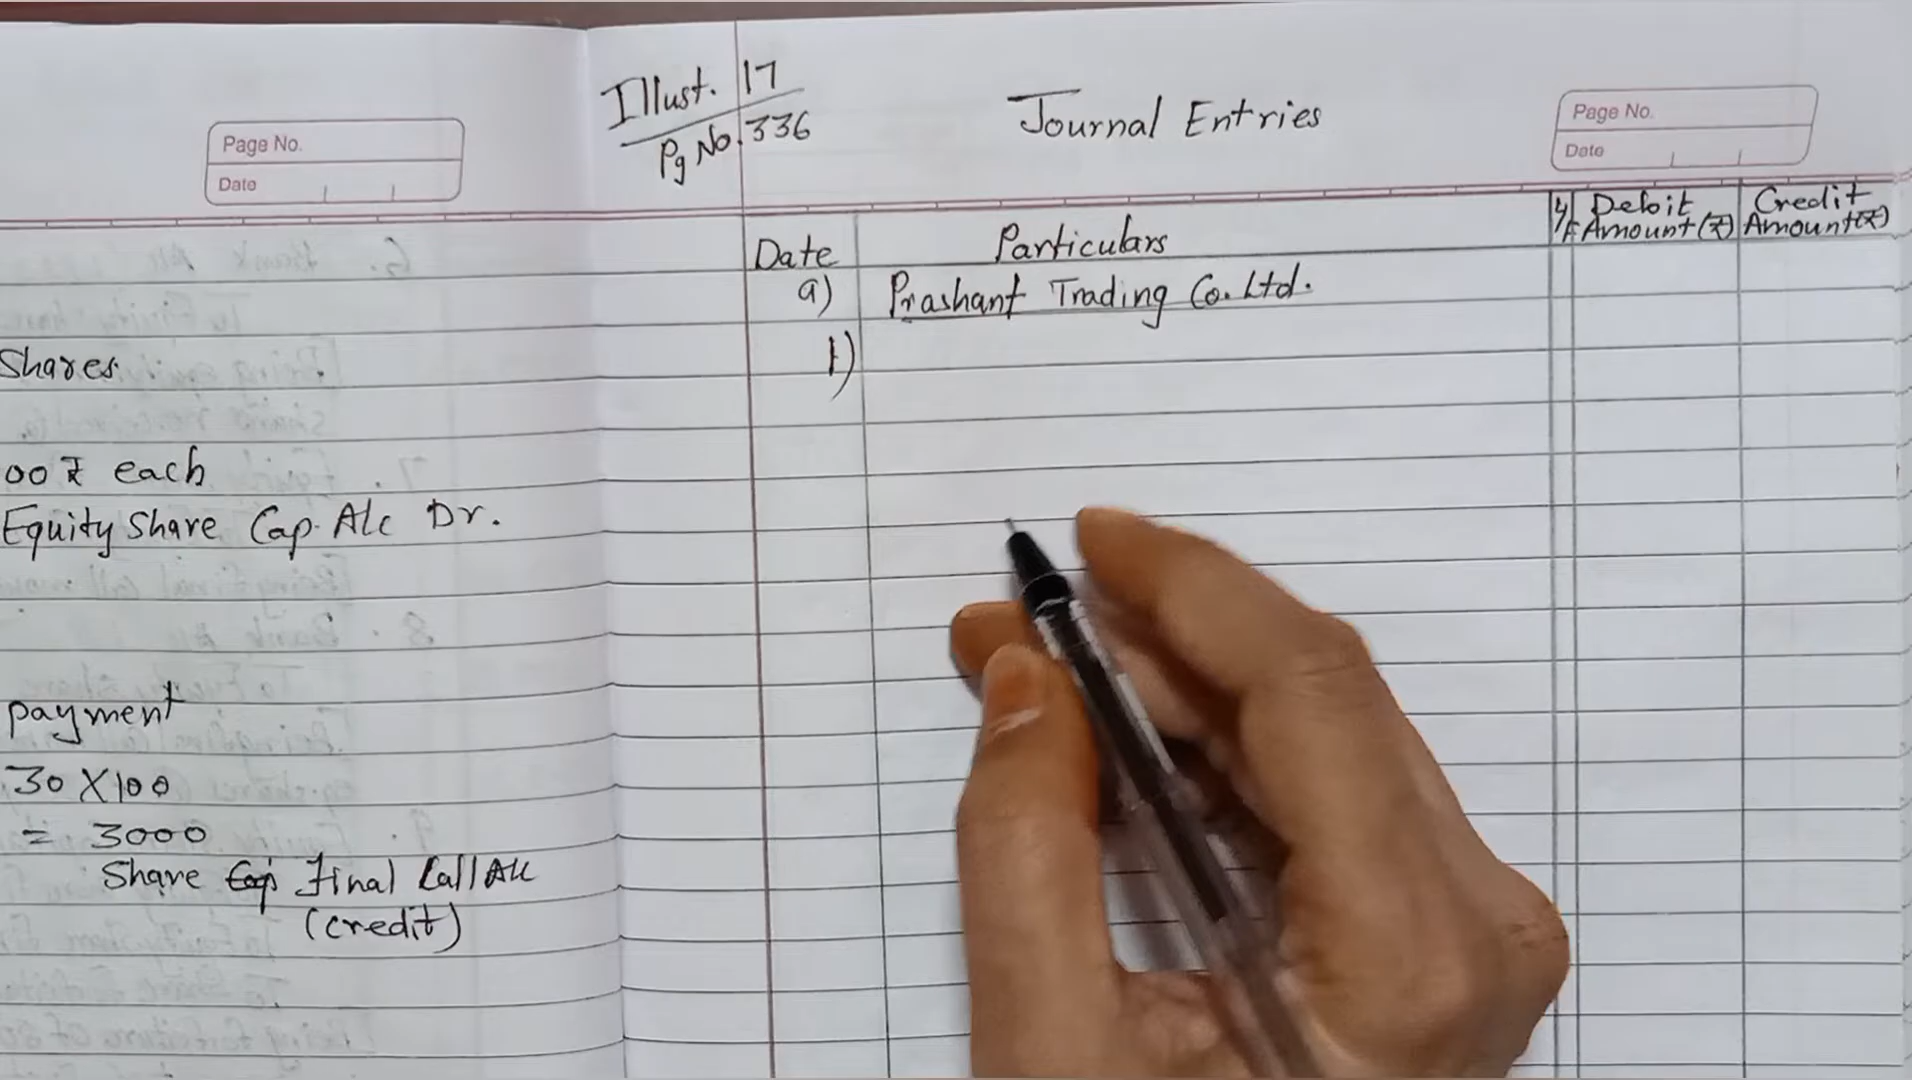 Page No.
Date
Shares.
00 ₹ each
Equity Share Cap. A/c Dr.
payment
30 X 100
= 3000
Share Final Call A/c
(credit)
Illust. 17
Pg No. 336
Journal Entries
Page No.
Date
Date Particulars Debit Amount (₹) Credit Amount (₹)
a) Prashant Trading Co. Ltd.
1)